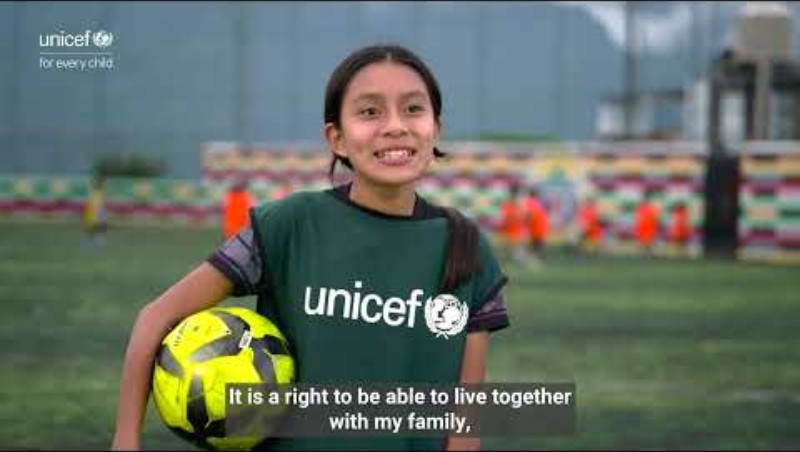 unicef
for every child
unicef
It is a right to be able to live together
with my family,